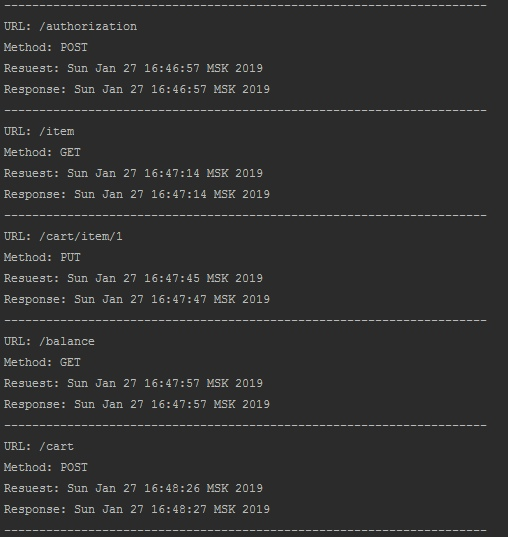 ---------------------------------------------------------------------
URL: /authorization
Method: POST
Resuest: Sun Jan 27 16:46:57 MSK 2019
Response: Sun Jan 27 16:46:57 MSK 2019
---------------------------------------------------------------------
URL: /item
Method: GET
Resuest: Sun Jan 27 16:47:14 MSK 2019
Response: Sun Jan 27 16:47:14 MSK 2019
---------------------------------------------------------------------
URL: /cart/item/1
Method: PUT
Resuest: Sun Jan 27 16:47:45 MSK 2019
Response: Sun Jan 27 16:47:47 MSK 2019
---------------------------------------------------------------------
URL: /balance
Method: GET
Resuest: Sun Jan 27 16:47:57 MSK 2019
Response: Sun Jan 27 16:47:57 MSK 2019
---------------------------------------------------------------------
URL: /cart
Method: POST
Resuest: Sun Jan 27 16:48:26 MSK 2019
Response: Sun Jan 27 16:48:27 MSK 2019
---------------------------------------------------------------------